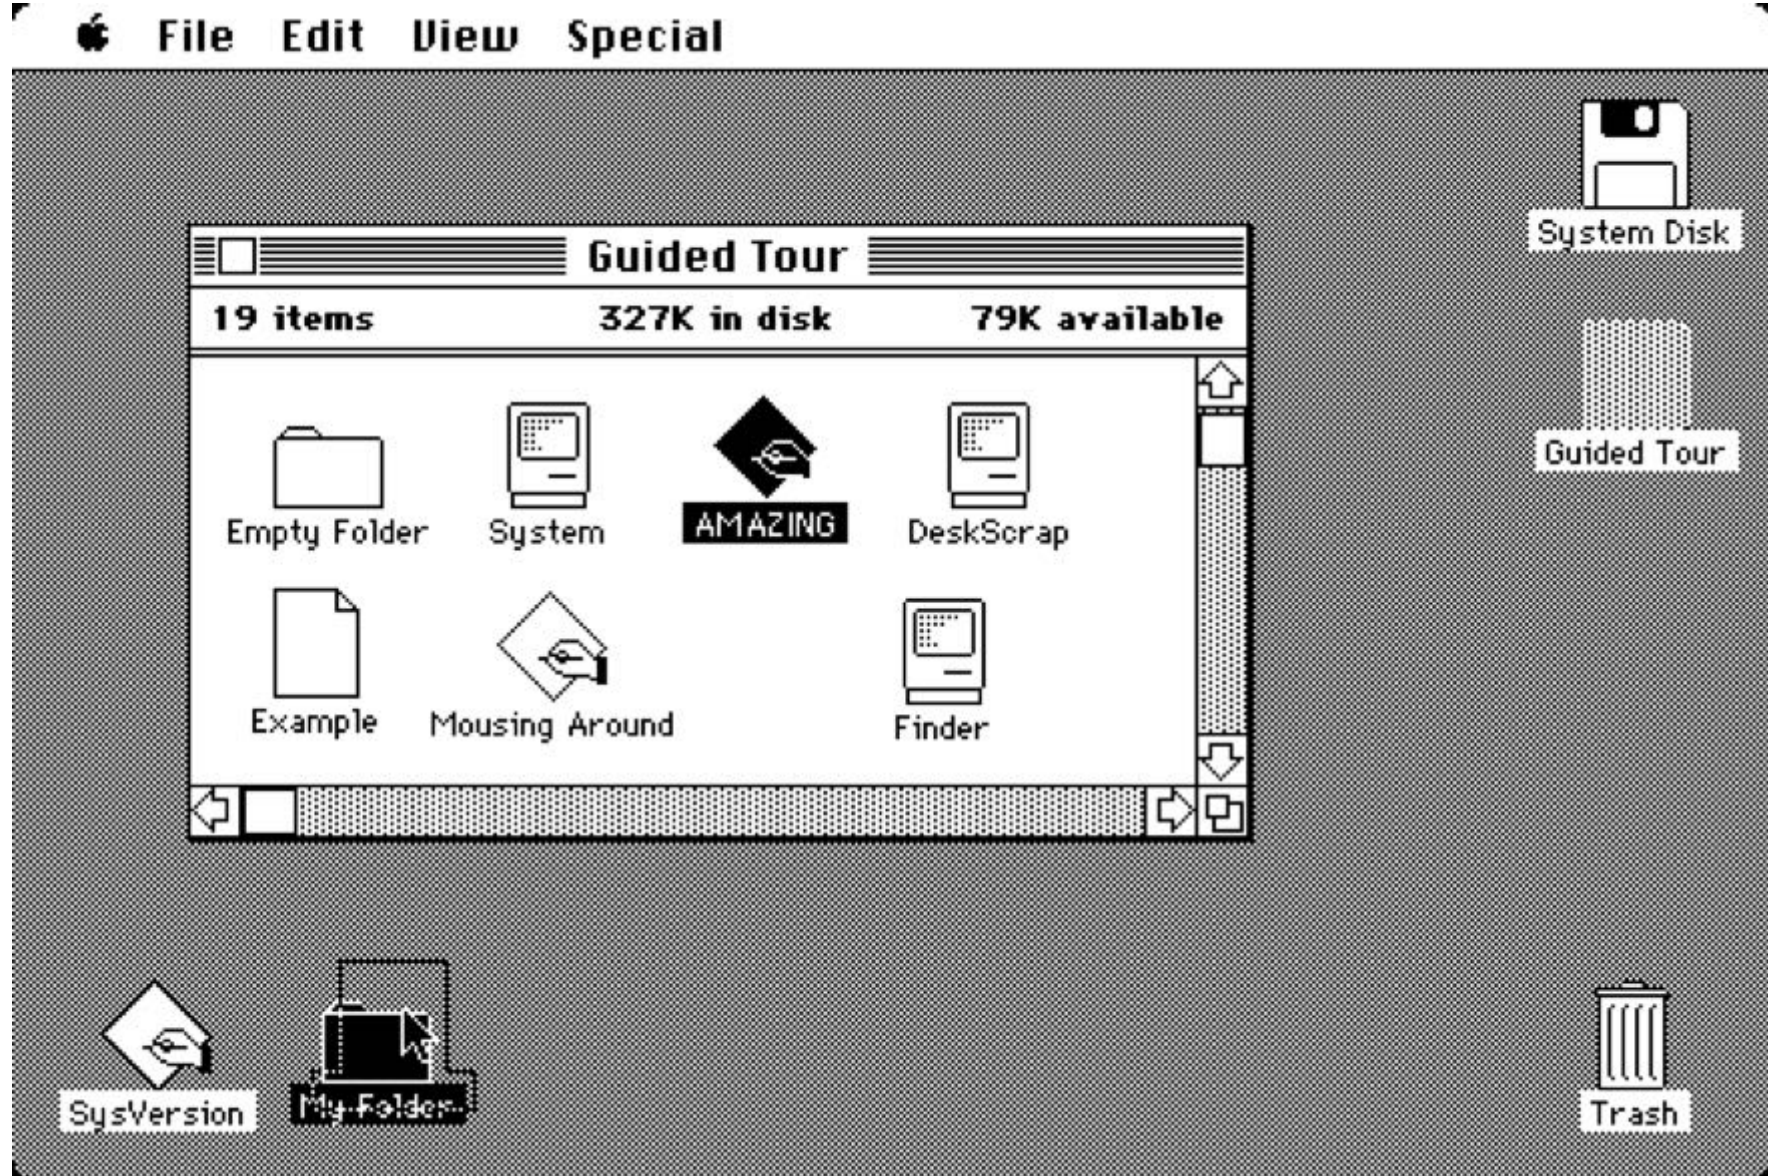 File Edit View Special
System Disk
Guided Tour
19 items 327K in disk 79K available
Guided Tour
Empty Folder System AMAZING DeskScrap
Example Mousing Around Finder
SysVersion My Folder Trash